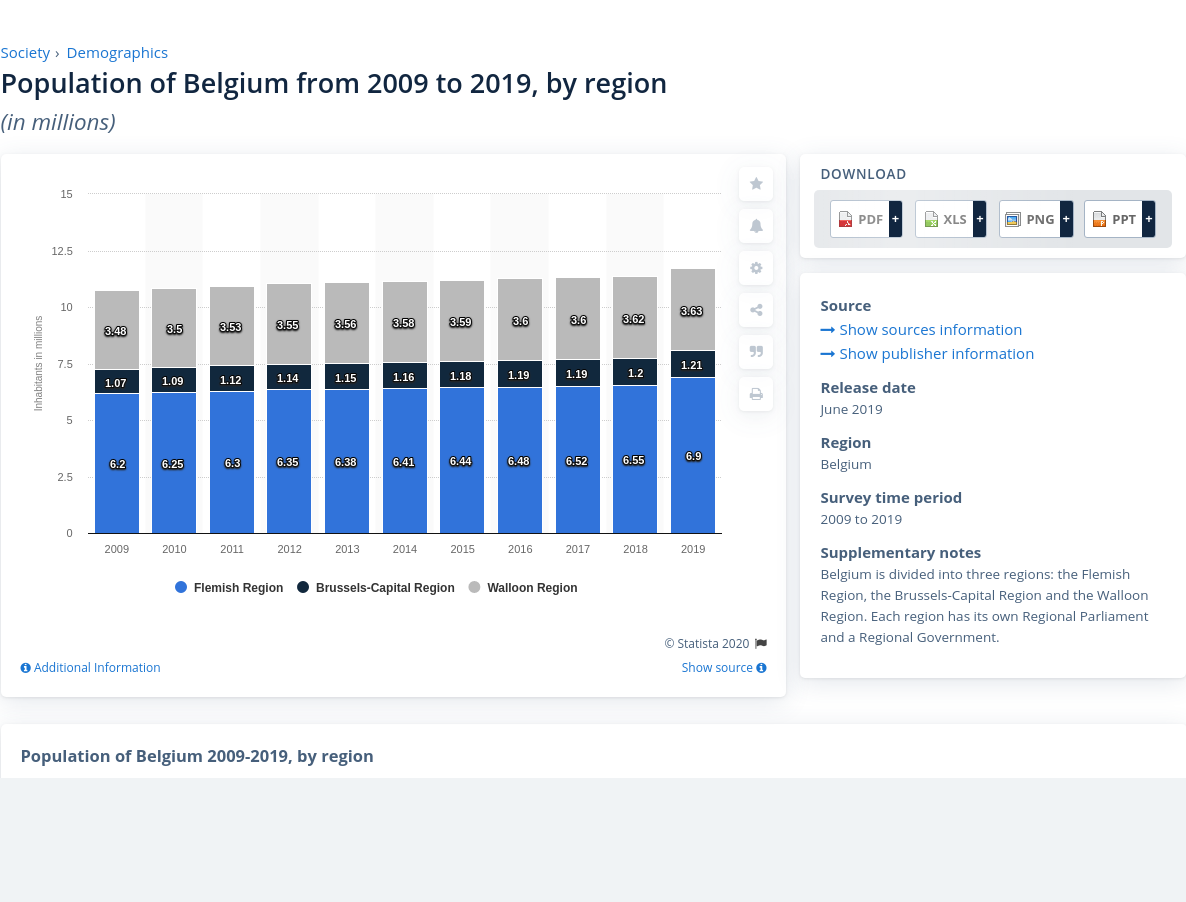 Society › Demographics
Population of Belgium from 2009 to 2019, by region
(in millions)
15
12.5
10
7.5
5
2.5
0
Inhabitants in millions
3.48 3.5 3.53 3.55 3.56 3.58 3.59 3.6 3.6 3.62 3.63
1.07 1.09 1.12 1.14 1.15 1.16 1.18 1.19 1.19 1.2 1.21
6.2 6.25 6.3 6.35 6.38 6.41 6.44 6.48 6.52 6.55 6.9
2009 2010 2011 2012 2013 2014 2015 2016 2017 2018 2019
Flemish Region Brussels-Capital Region Walloon Region
© Statista 2020
Additional Information
Show source
DOWNLOAD
PDF + XLS + PNG + PPT +
Source
Show sources information
Show publisher information
Release date
June 2019
Region
Belgium
Survey time period
2009 to 2019
Supplementary notes
Belgium is divided into three regions: the Flemish
Region, the Brussels-Capital Region and the Walloon
Region. Each region has its own Regional Parliament
and a Regional Government.
Population of Belgium 2009-2019, by region